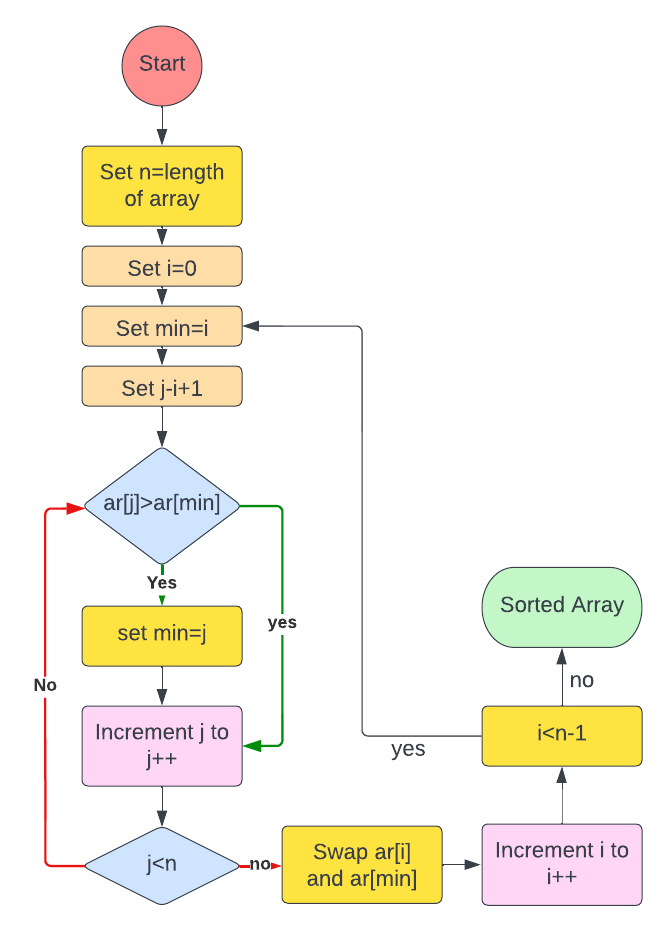 Start
Set n=length
of array
Set i=0
Set min=i
Set j-i+1
ar[j]>ar[min]
Yes
yes
set min=j
No
Increment j to
j++
j<n
no
Swap ar[i]
and ar[min]
Increment i to
i++
i<n-1
yes
no
Sorted Array